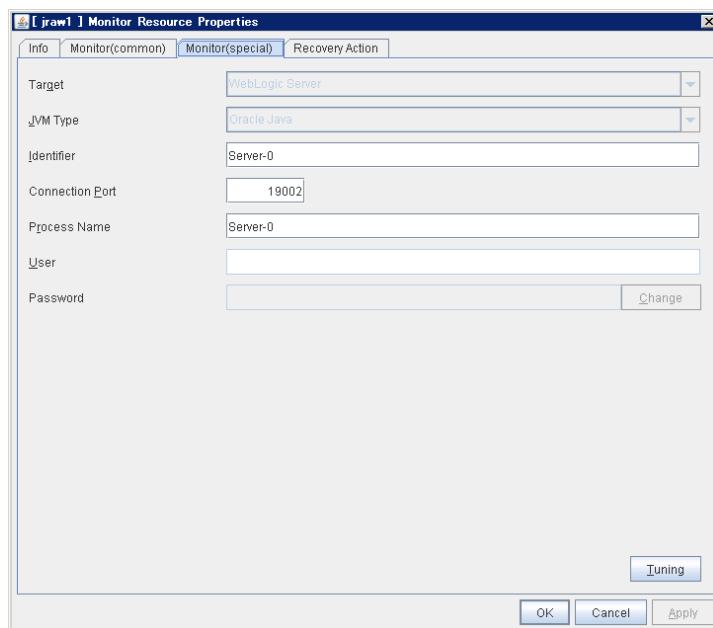 [ jraw1 ] Monitor Resource Properties
Info Monitor(common) Monitor(special) Recovery Action
Target WebLogic Server
JVM Type Oracle Java
Identifier Server-0
Connection Port 19002
Process Name Server-0
User
Password Change
Tuning
OK Cancel Apply